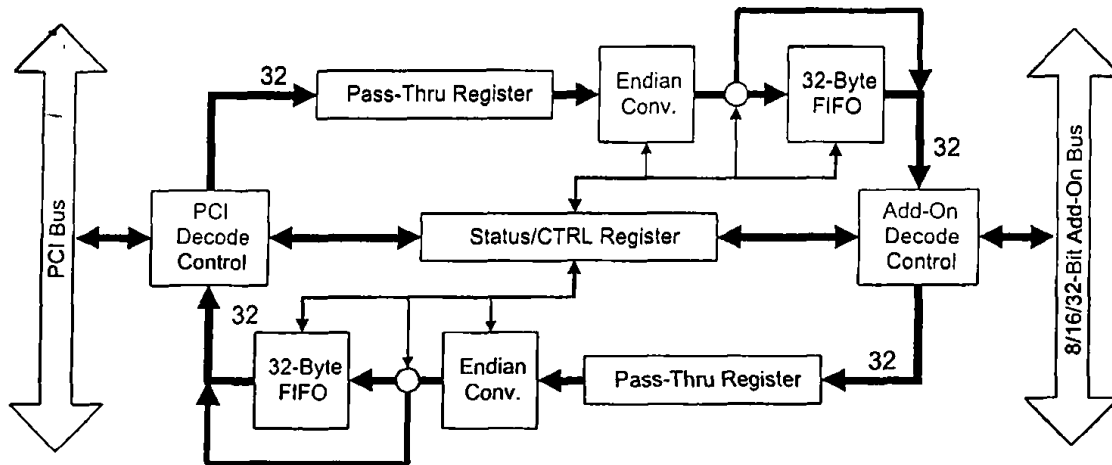 32
Pass-Thru Register
Endian
Conv.
32-Byte
FIFO
32
PCI Bus
PCI
Decode
Control
Status/CTRL Register
Add-On
Decode
Control
8/16/32-Bit Add-On Bus
32
32-Byte
FIFO
Endian
Conv.
Pass-Thru Register
32